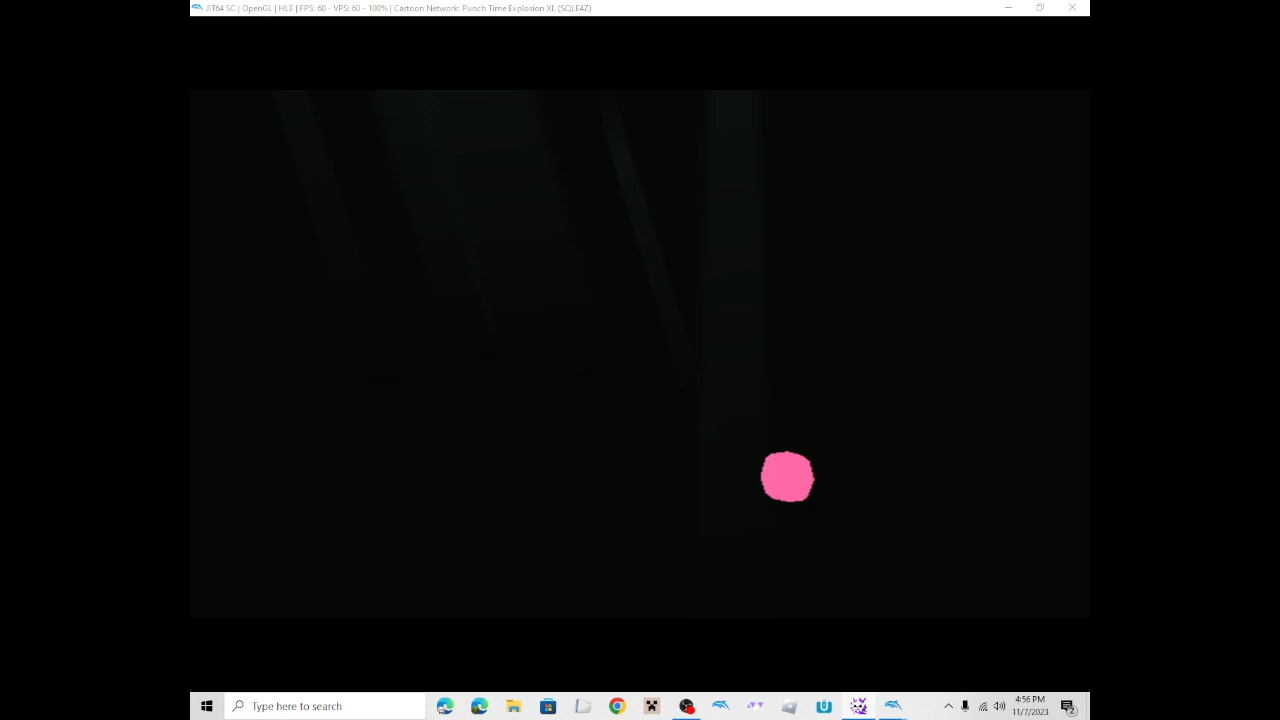 JIT64 SC | OpenGL | HLE | FPS: 60 - VPS: 60 - 100% | Cartoon Network: Punch Time Explosion XL (SQLE4Z)
Type here to search
4:56 PM
11/7/2023
2